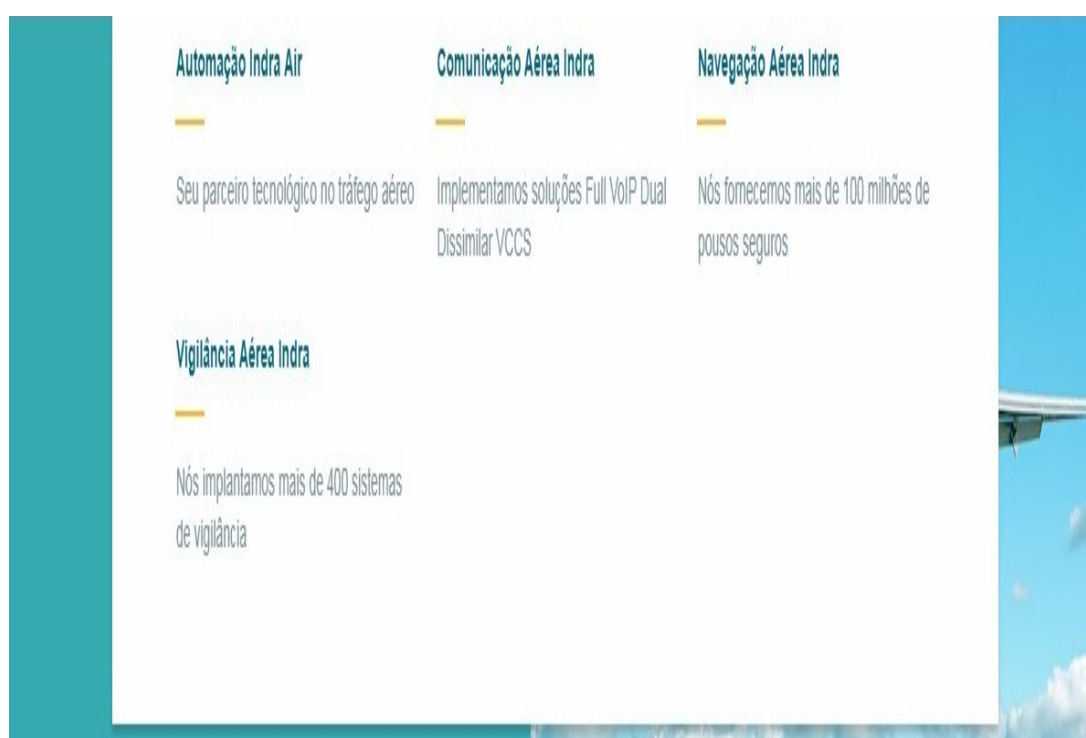 Automação Indra Air
Seu parceiro tecnológico no tráfego aéreo
Comunicação Aérea Indra
Implementamos soluções Full VoIP Dual
Dissimilar VCCS
Navegação Aérea Indra
Nós fornecemos mais de 100 milhões de
pousos seguros
Vigilância Aérea Indra
Nós implantamos mais de 400 sistemas
de vigilância